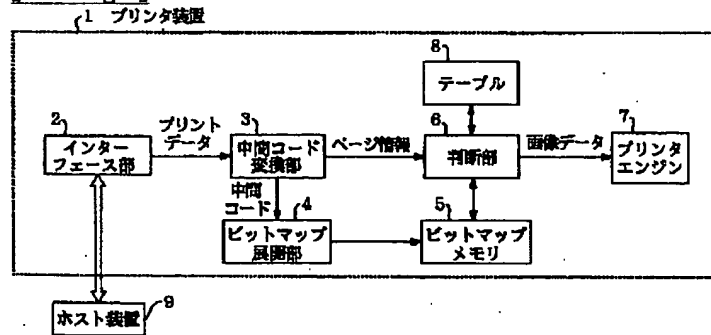 1 プリンタ装置
8
テーブル
2
インター
フェース部
プリント
データ
3
中間コード
変換部
ページ情報
6
判断部
画像データ
7
プリンタ
エンジン
中間
コード
4
ビットマップ
展開部
5
ビットマップ
メモリ
ホスト装置
9